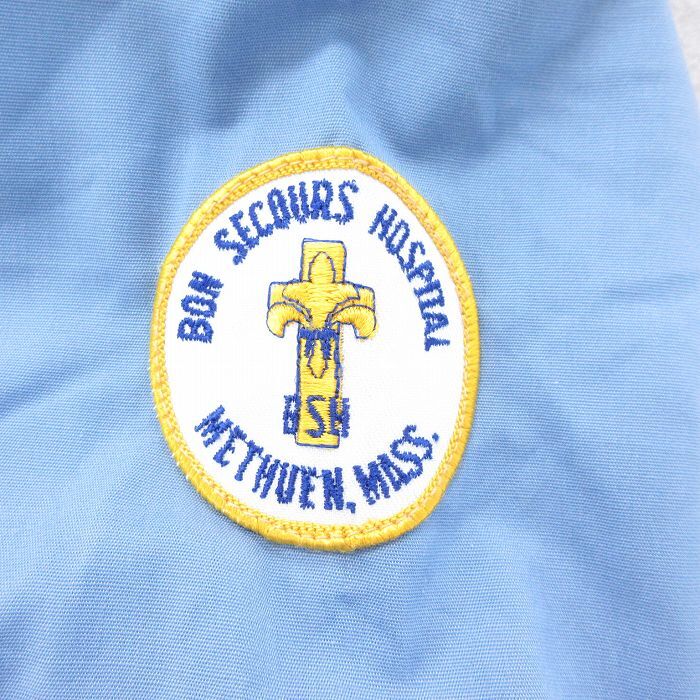 BON SECOURS HOSPITAL
BSH
METHUEN, MASS.